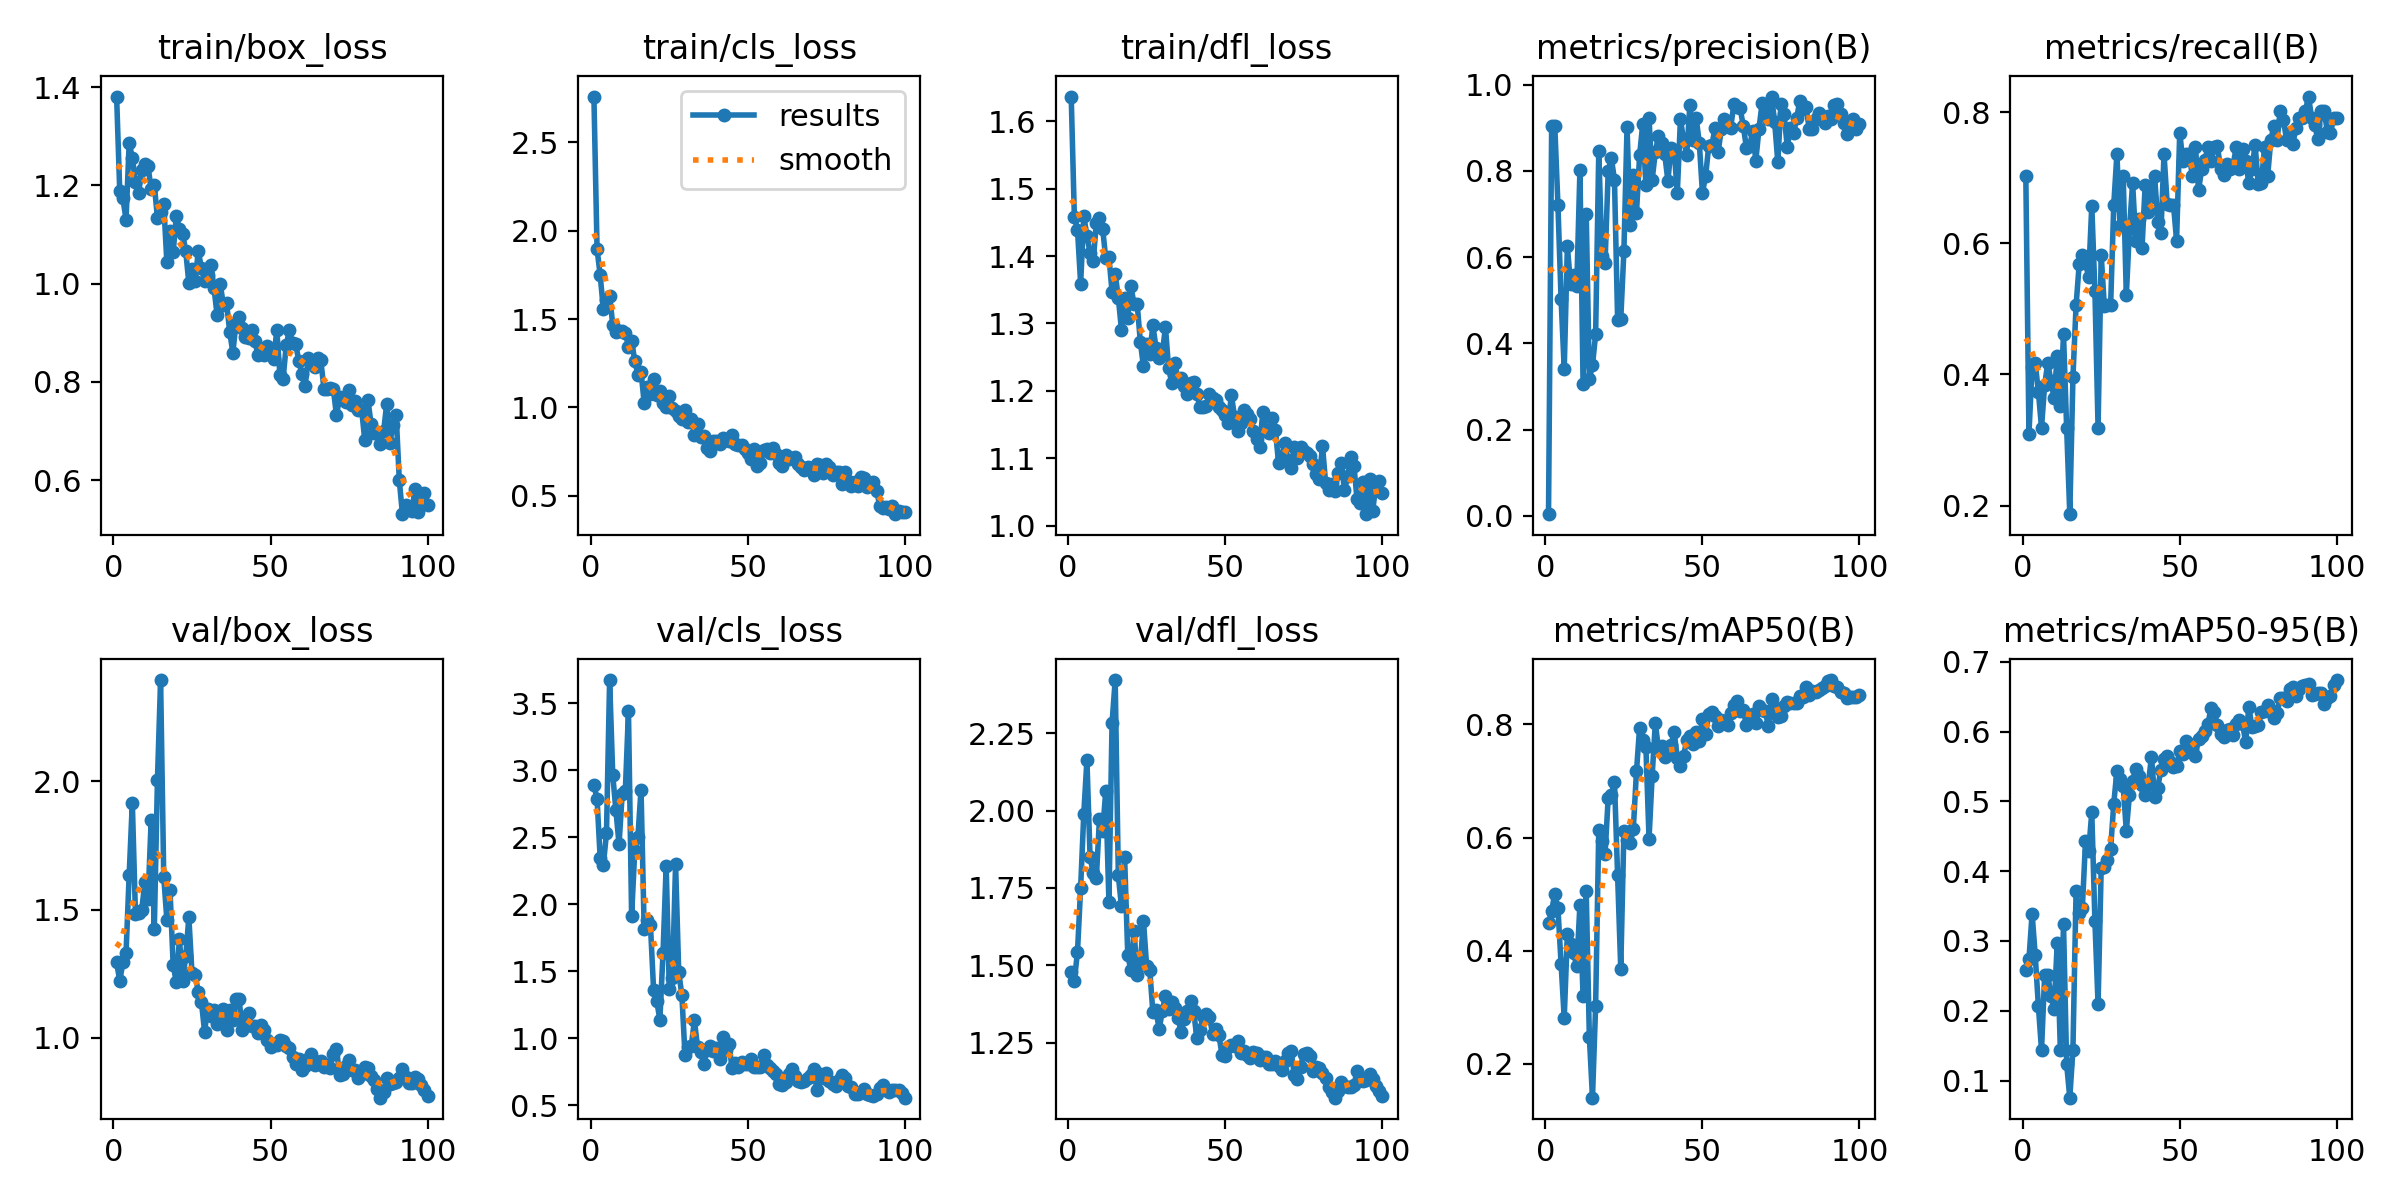 train/box_loss
1.4
1.2
1.0
0.8
0.6
0 50 100
train/cls_loss
results
smooth
2.5
2.0
1.5
1.0
0.5
0 50 100
train/dfl_loss
1.6
1.5
1.4
1.3
1.2
1.1
1.0
0 50 100
metrics/precision(B)
1.0
0.8
0.6
0.4
0.2
0.0
0 50 100
metrics/recall(B)
0.8
0.6
0.4
0.2
0 50 100
val/box_loss
2.0
1.5
1.0
0 50 100
val/cls_loss
3.5
3.0
2.5
2.0
1.5
1.0
0.5
0 50 100
val/dfl_loss
2.25
2.00
1.75
1.50
1.25
0 50 100
metrics/mAP50(B)
0.8
0.6
0.4
0.2
0 50 100
metrics/mAP50-95(B)
0.7
0.6
0.5
0.4
0.3
0.2
0.1
0 50 100